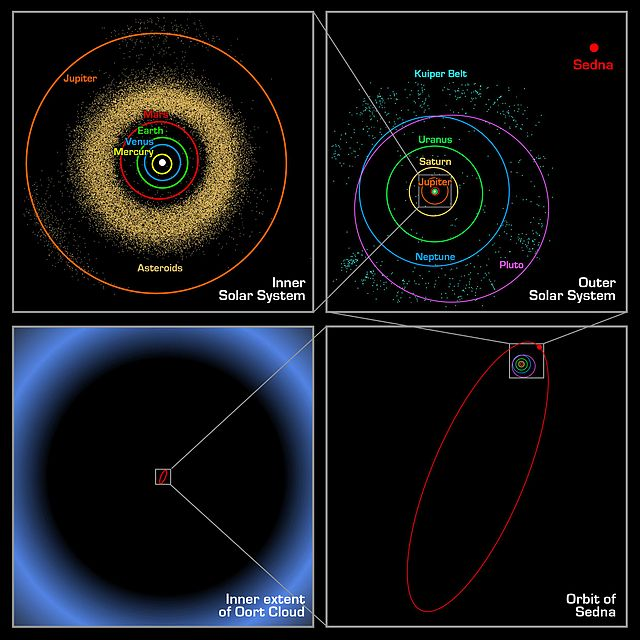 Jupiter
Mars
Earth
Venus
Mercury
Asteroids
Inner
Solar System
Kuiper Belt
Sedna
Uranus
Saturn
Jupiter
Neptune
Pluto
Outer
Solar System
Inner extent
of Oort Cloud
Orbit of
Sedna